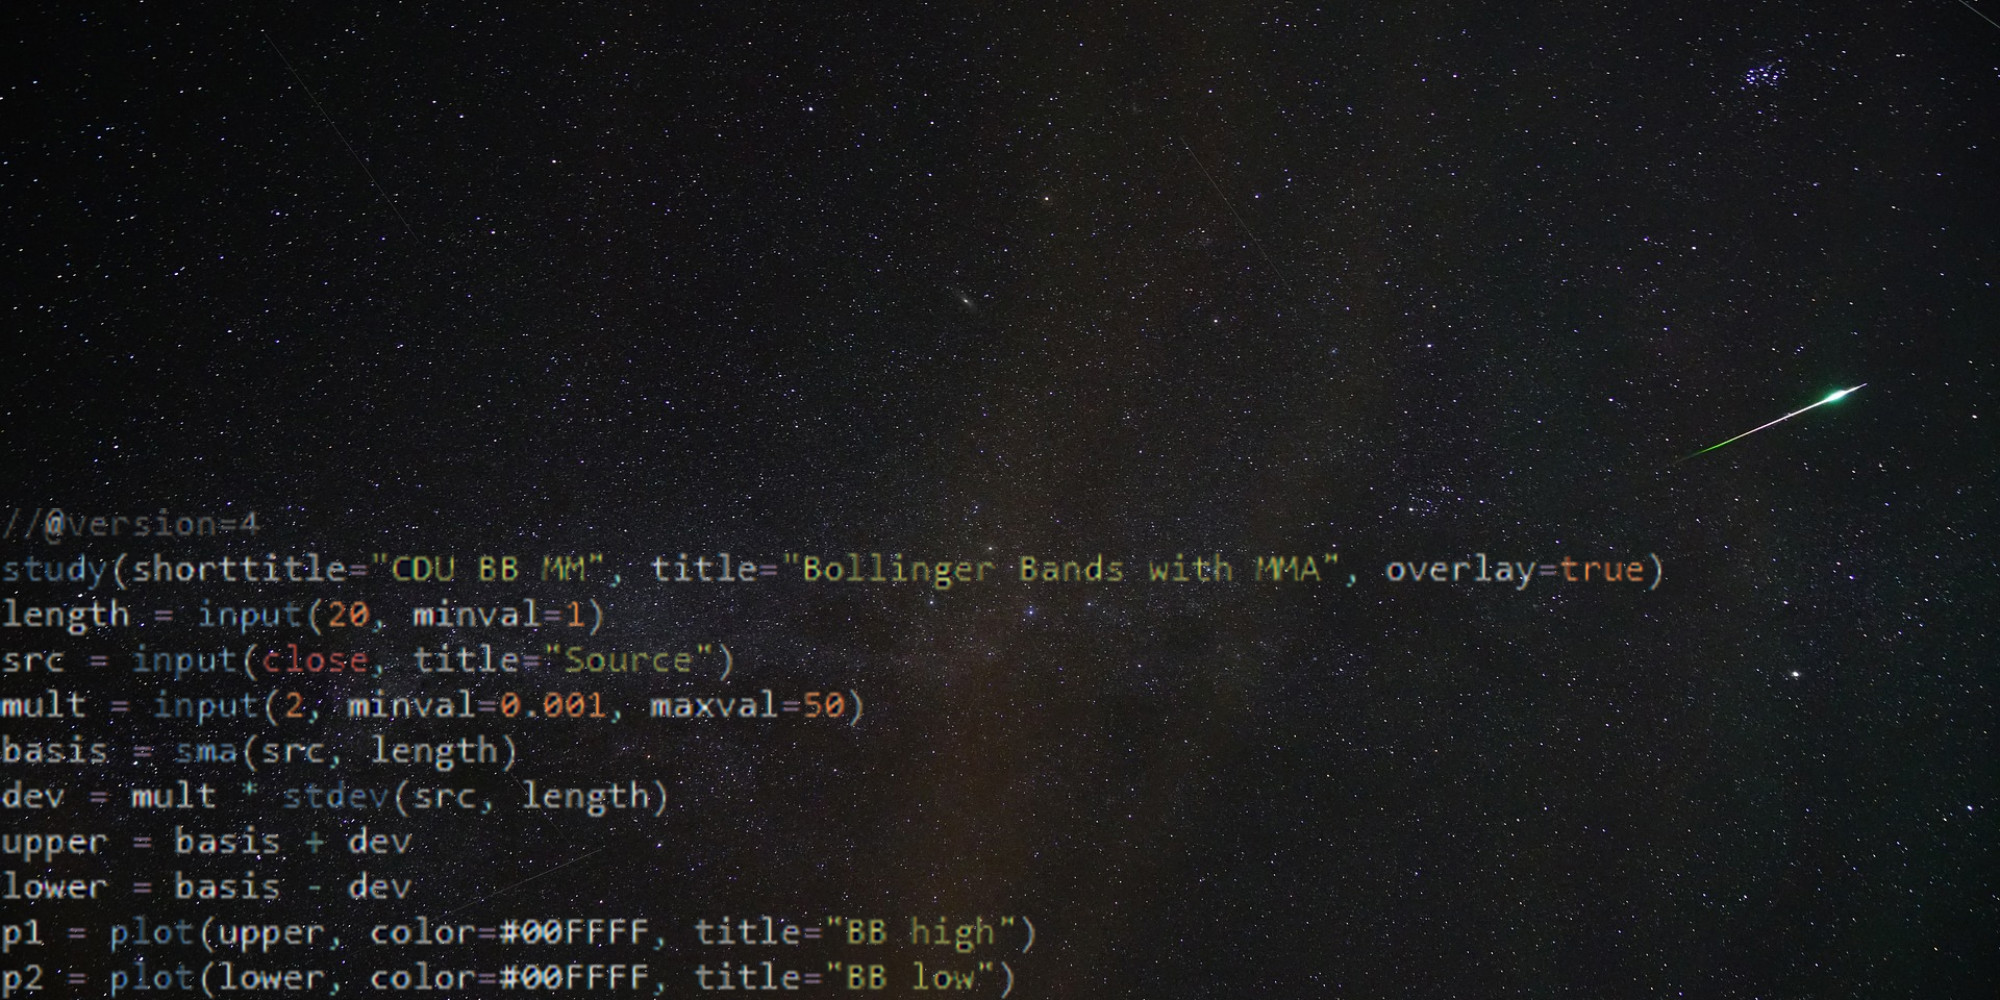 //@version=4
study(shorttitle="CDU BB MM", title="Bollinger Bands with MMA", overlay=true)
length = input(20, minval=1)
src = input(close, title="Source")
mult = input(2, minval=0.001, maxval=50)
basis = sma(src, length)
dev = mult * stdev(src, length)
upper = basis + dev
lower = basis - dev
p1 = plot(upper, color=#00FFFF, title="BB high")
p2 = plot(lower, color=#00FFFF, title="BB low")